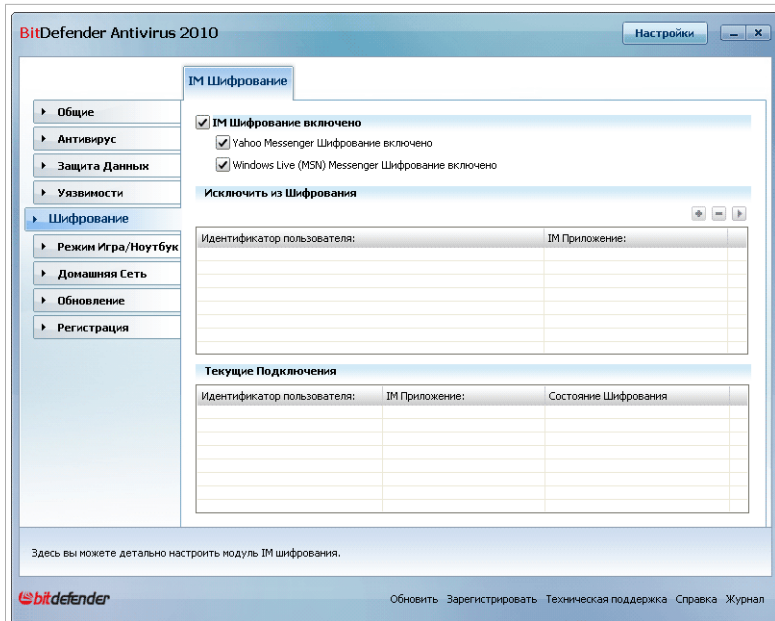 BitDefender Antivirus 2010
Настройки
IM Шифрование
Общие
Антивирус
Защита Данных
Уязвимости
Шифрование
Режим Игра/Ноутбук
Домашняя Сеть
Обновление
Регистрация
IM Шифрование включено
Yahoo Messenger Шифрование включено
Windows Live (MSN) Messenger Шифрование включено
Исключить из Шифрования
Идентификатор пользователя: IM Приложение:
Текущие Подключения
Идентификатор пользователя: IM Приложение: Состояние Шифрования
Здесь вы можете детально настроить модуль IM шифрования.
bitdefender
Обновить Зарегистрировать Техническая поддержка Справка Журнал